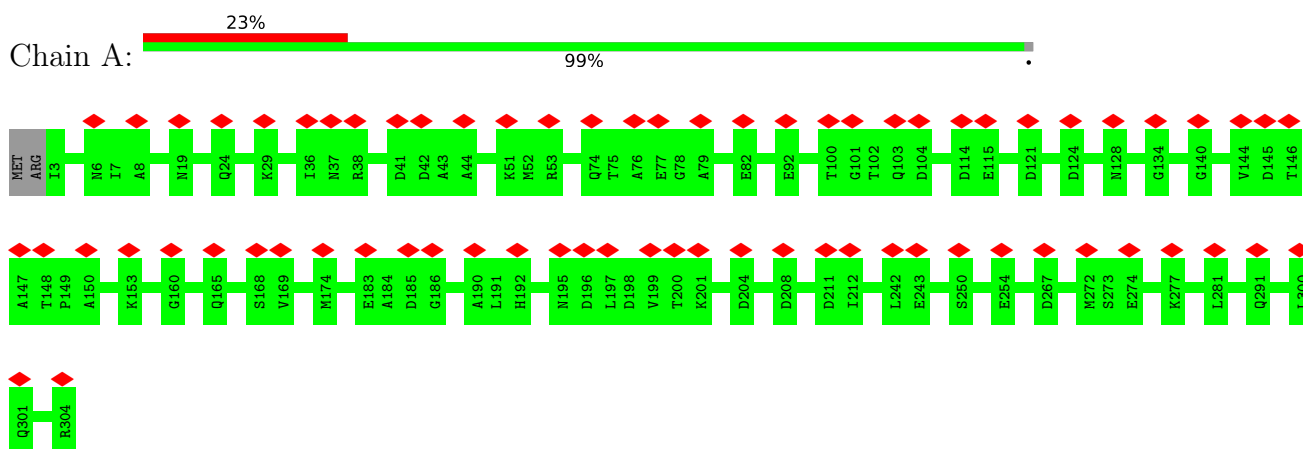 23%
Chain A:
99%
.
MET ARG I3 N6 I7 A8 N19 Q24 K29 I36 N37 R38 D41 D42 A43 A44 K51 M52 R53 Q74 T75 A76 E77 G78 A79 E82 E92 T100 G101 T102 Q103 D104 D114 E115 D121 D124 N128 G134 G140 V144 D145 T146
A147 T148 P149 A150 K153 G160 Q165 S168 V169 M174 E183 A184 D185 G186 A190 L191 H192 N195 D196 L197 D198 V199 T200 K201 D204 D208 D211 I212 L242 E243 S250 E254 D267 M272 S273 E274 K277 L281 Q291
Q301 R304